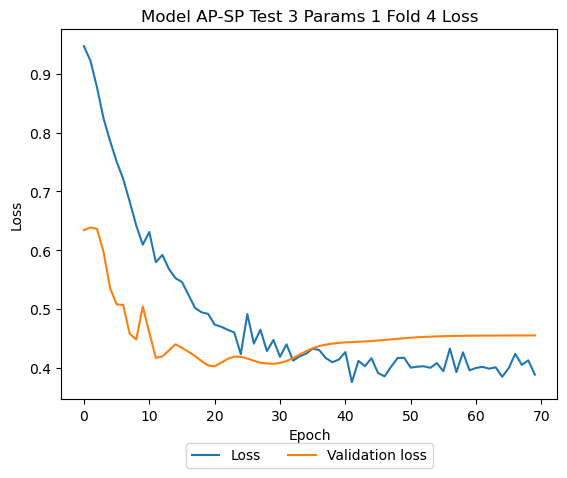 Model AP-SP Test 3 Params 1 Fold 4 Loss
Loss
0.9
0.8
0.7
0.6
0.5
0.4
0 10 20 30 40 50 60 70
Epoch
Loss Validation loss